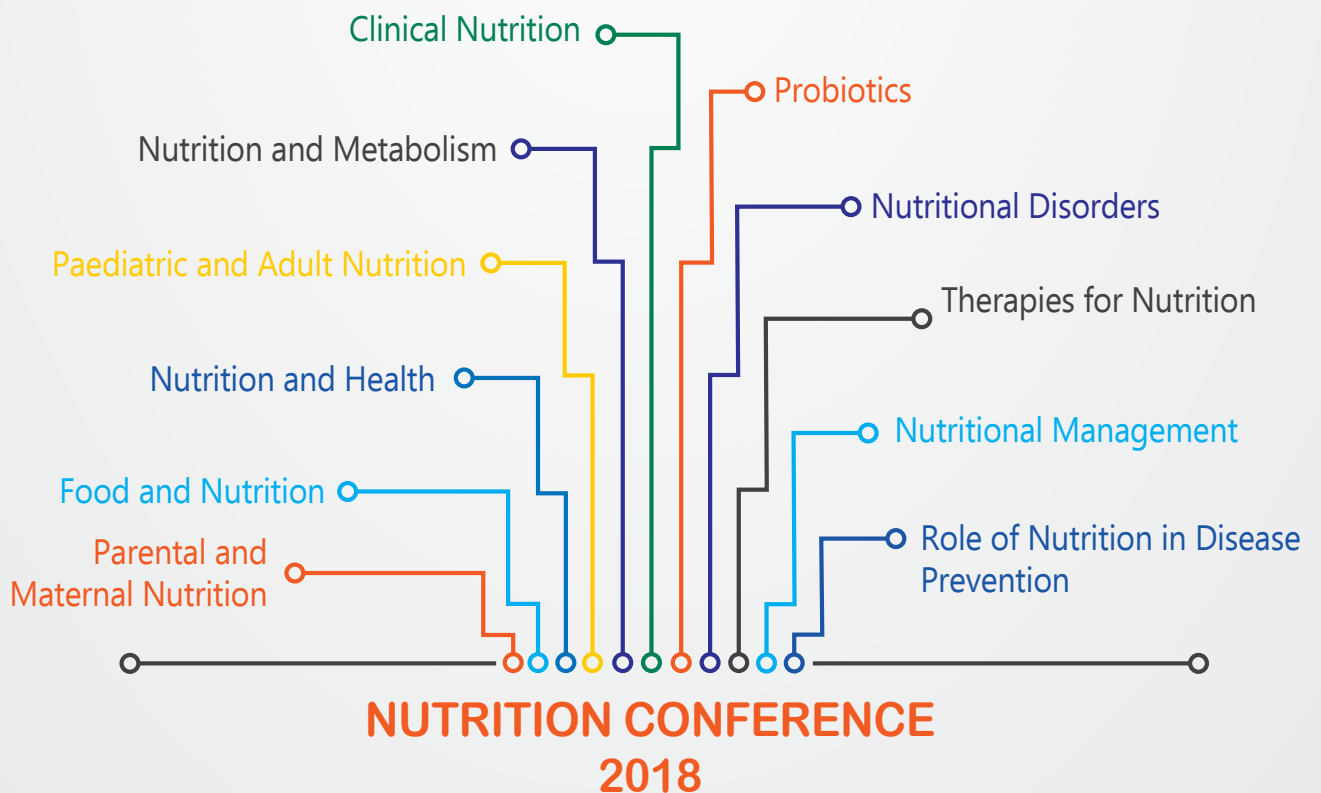 Clinical Nutrition
Probiotics
Nutrition and Metabolism
Nutritional Disorders
Paediatric and Adult Nutrition
Therapies for Nutrition
Nutrition and Health
Nutritional Management
Food and Nutrition
Parental and
Maternal Nutrition
Role of Nutrition in Disease
Prevention
NUTRITION CONFERENCE
2018